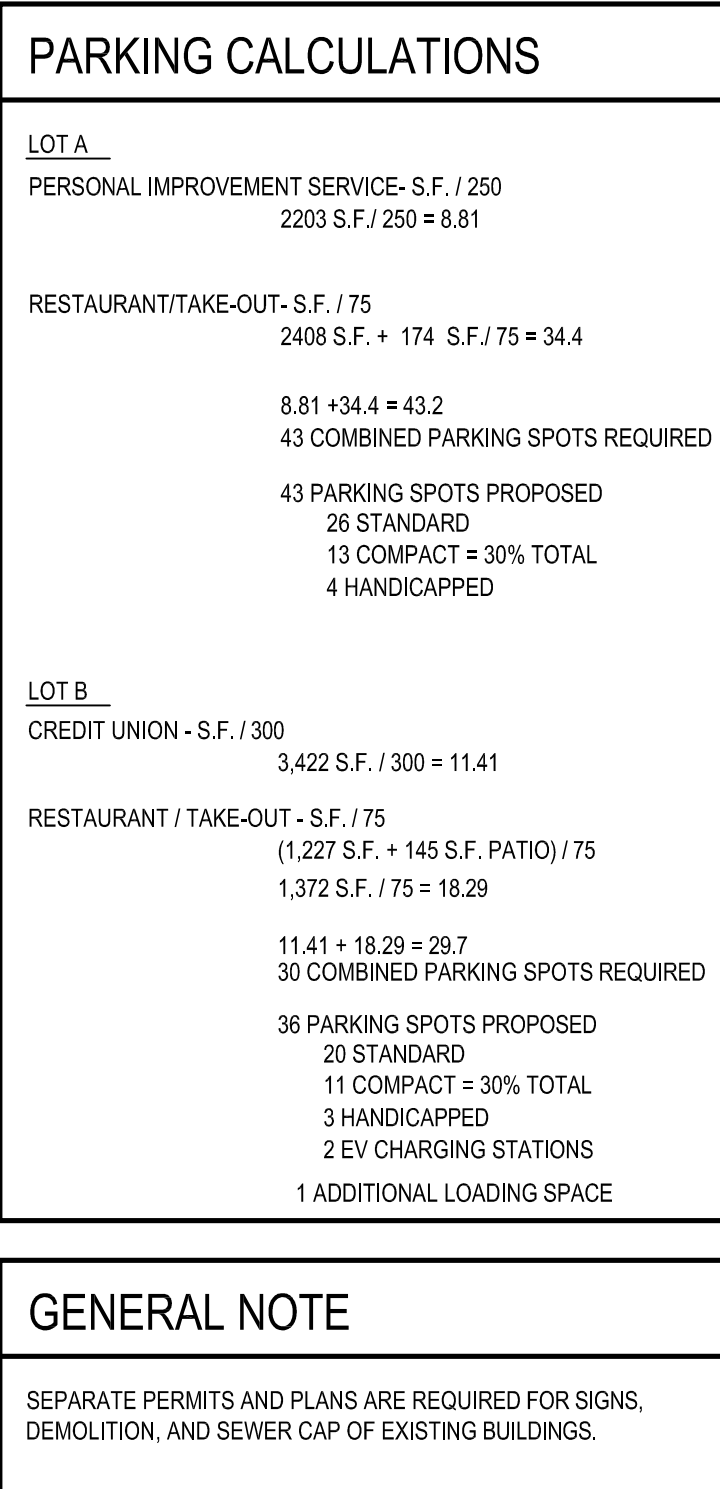 PARKING CALCULATIONS
LOT A
PERSONAL IMPROVEMENT SERVICE- S.F. / 250
2203 S.F./ 250 = 8.81
RESTAURANT/TAKE-OUT- S.F. / 75
2408 S.F. + 174 S.F./ 75 = 34.4
8.81 +34.4 = 43.2
43 COMBINED PARKING SPOTS REQUIRED
43 PARKING SPOTS PROPOSED
26 STANDARD
13 COMPACT = 30% TOTAL
4 HANDICAPPED
LOT B
CREDIT UNION - S.F. / 300
3,422 S.F. / 300 = 11.41
RESTAURANT / TAKE-OUT - S.F. / 75
(1,227 S.F. + 145 S.F. PATIO) / 75
1,372 S.F. / 75 = 18.29
11.41 + 18.29 = 29.7
30 COMBINED PARKING SPOTS REQUIRED
36 PARKING SPOTS PROPOSED
20 STANDARD
11 COMPACT = 30% TOTAL
3 HANDICAPPED
2 EV CHARGING STATIONS
1 ADDITIONAL LOADING SPACE
GENERAL NOTE
SEPARATE PERMITS AND PLANS ARE REQUIRED FOR SIGNS,
DEMOLITION, AND SEWER CAP OF EXISTING BUILDINGS.